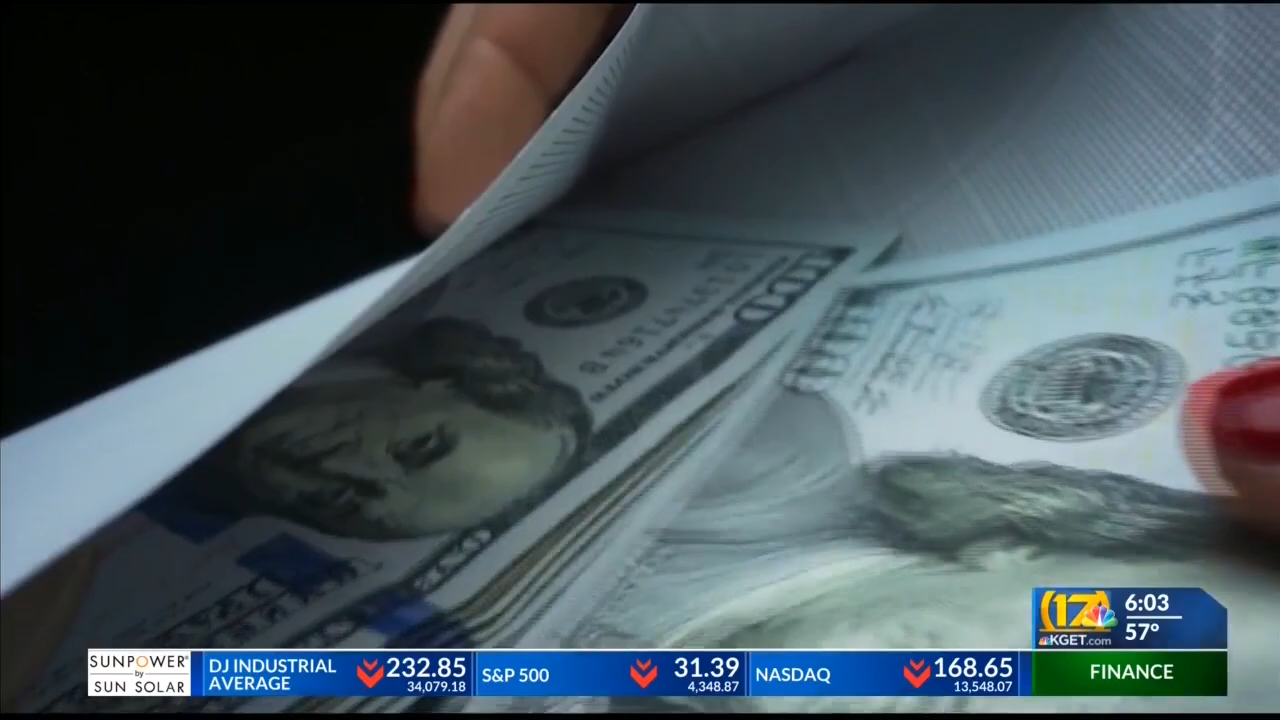 100
17
KGET.com
6:03
57°
SUNPOWER®
by
SUN SOLAR
DJ INDUSTRIAL AVERAGE 232.85
34,079.18
S&P 500 31.39
4,348.87
NASDAQ 168.65
13,548.07
FINANCE